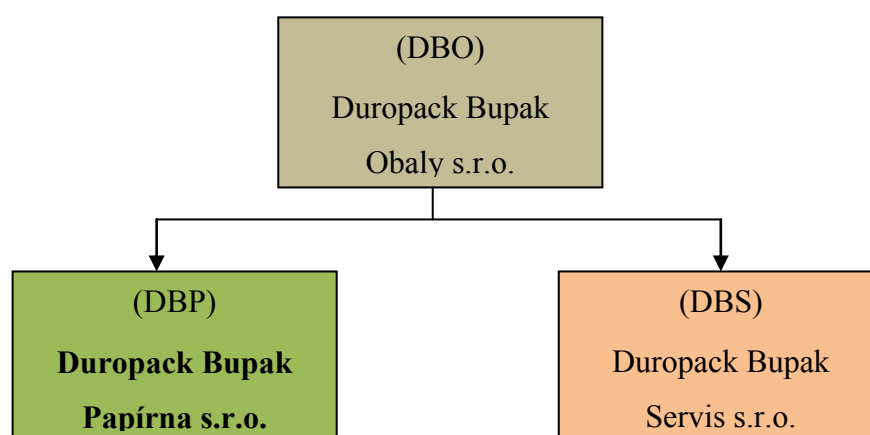 (DBO)
Duropack Bupak
Obaly s.r.o.
(DBP)
Duropack Bupak
Papírna s.r.o.
(DBS)
Duropack Bupak
Servis s.r.o.